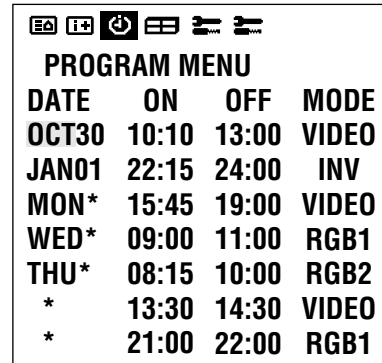 PROGRAM MENU
DATE ON OFF MODE
OCT30 10:10 13:00 VIDEO
JAN01 22:15 24:00 INV
MON* 15:45 19:00 VIDEO
WED* 09:00 11:00 RGB1
THU* 08:15 10:00 RGB2
* 13:30 14:30 VIDEO
* 21:00 22:00 RGB1